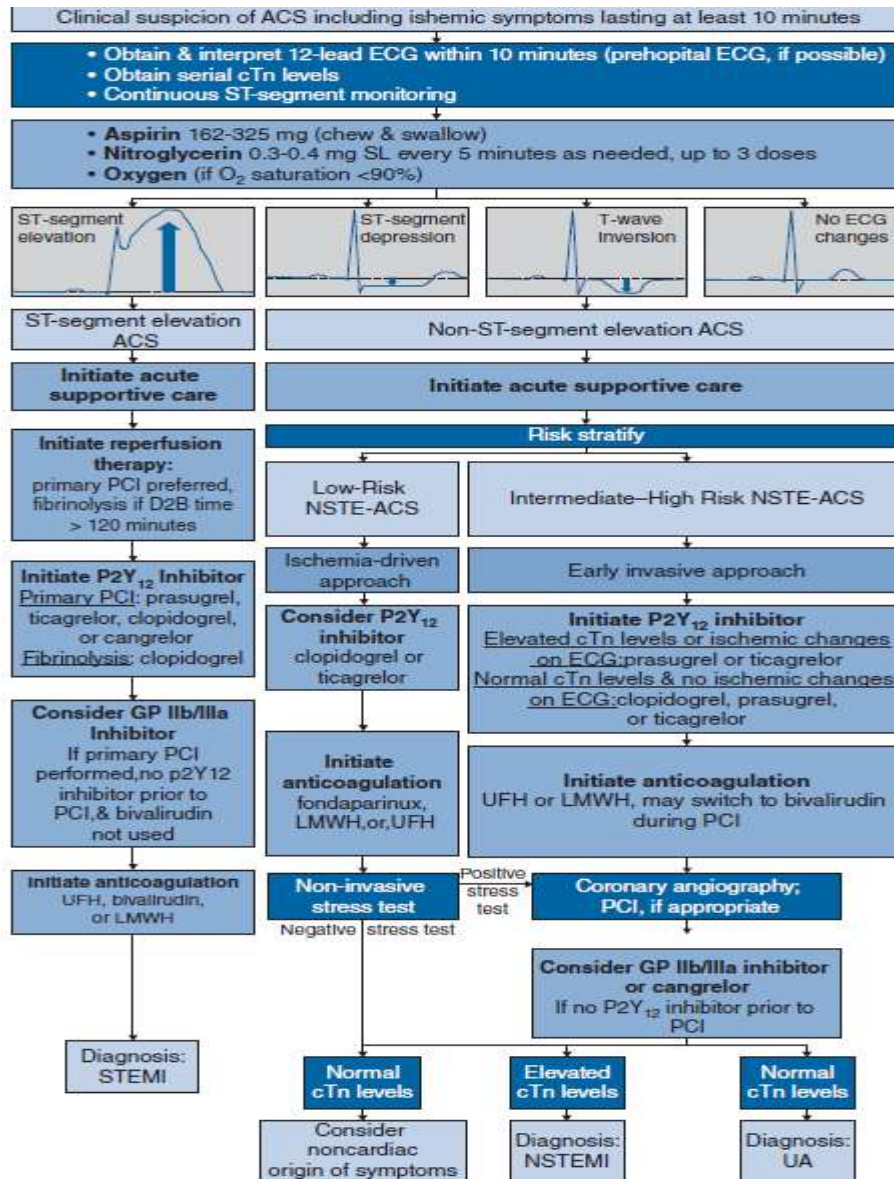 Clinical suspicion of ACS including ishemic symptoms lasting at least 10 minutes
• Obtain & interpret 12-lead ECG within 10 minutes (prehopital ECG, if possible)
• Obtain serial cTn levels
• Continuous ST-segment monitoring
• Aspirin 162-325 mg (chew & swallow)
• Nitroglycerin 0.3-0.4 mg SL every 5 minutes as needed, up to 3 doses
• Oxygen (if O₂ saturation <90%)
ST-segment
elevation
ST-segment
depression
T-wave
inversion
No ECG
changes
ST-segment elevation
ACS
Non-ST-segment elevation ACS
Initiate acute
supportive care
Initiate acute supportive care
Initiate reperfusion
therapy:
primary PCI preferred,
fibrinolysis if D2B time
> 120 minutes
Risk stratify
Low-Risk
NSTE-ACS
Intermediate–High Risk NSTE-ACS
Ischemia-driven
approach
Early invasive approach
Initiate P2Y₁₂ Inhibitor
Primary PCI: prasugrel,
ticagrelor, clopidogrel,
or cangrelor
Fibrinolysis: clopidogrel
Consider P2Y₁₂
inhibitor
clopidogrel or
ticagrelor
Initiate P2Y₁₂ inhibitor
Elevated cTn levels or ischemic changes
on ECG:prasugrel or ticagrelor
Normal cTn levels & no ischemic changes
on ECG:clopidogrel, prasugrel,
or ticagrelor
Consider GP IIb/IIIa
Inhibitor
If primary PCI
performed,no p2Y12
inhibitor prior to
PCI,& bivalirudin
not used
Initiate
anticoagulation
fondaparinux,
LMWH,or,UFH
Initiate anticoagulation
UFH or LMWH, may switch to bivalirudin
during PCI
Initiate anticoagulation
UFH, bivalirudin,
or LMWH
Non-invasive
stress test
Positive
stress
test
Coronary angiography;
PCI, if appropriate
Negative stress test
Consider GP IIb/IIIa inhibitor
or cangrelor
If no P2Y₁₂ inhibitor prior to
PCI
Diagnosis:
STEMI
Normal
cTn levels
Elevated
cTn levels
Normal
cTn levels
Consider
noncardiac
origin of symptoms
Diagnosis:
NSTEMI
Diagnosis:
UA